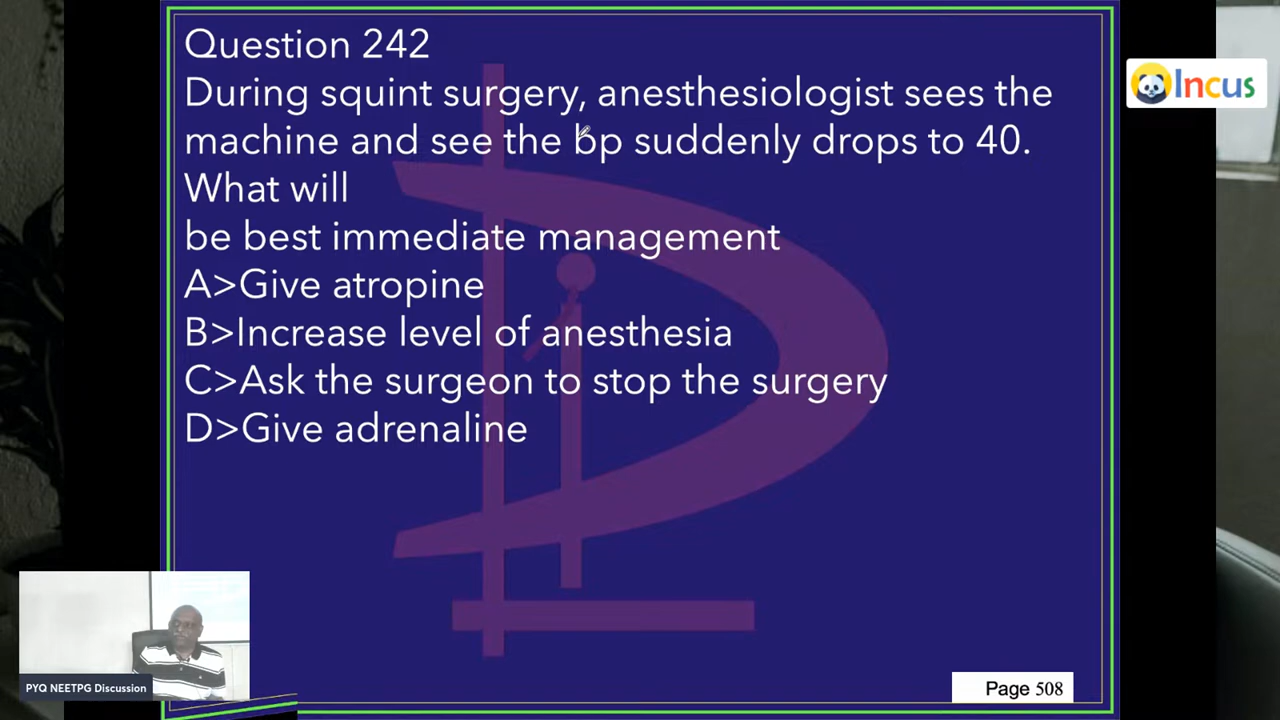 Question 242
During squint surgery, anesthesiologist sees the
machine and see the bp suddenly drops to 40.
What will
be best immediate management
A>Give atropine
B>Increase level of anesthesia
C>Ask the surgeon to stop the surgery
D>Give adrenaline
Incus
PYQ NEETPG Discussion
Page 508